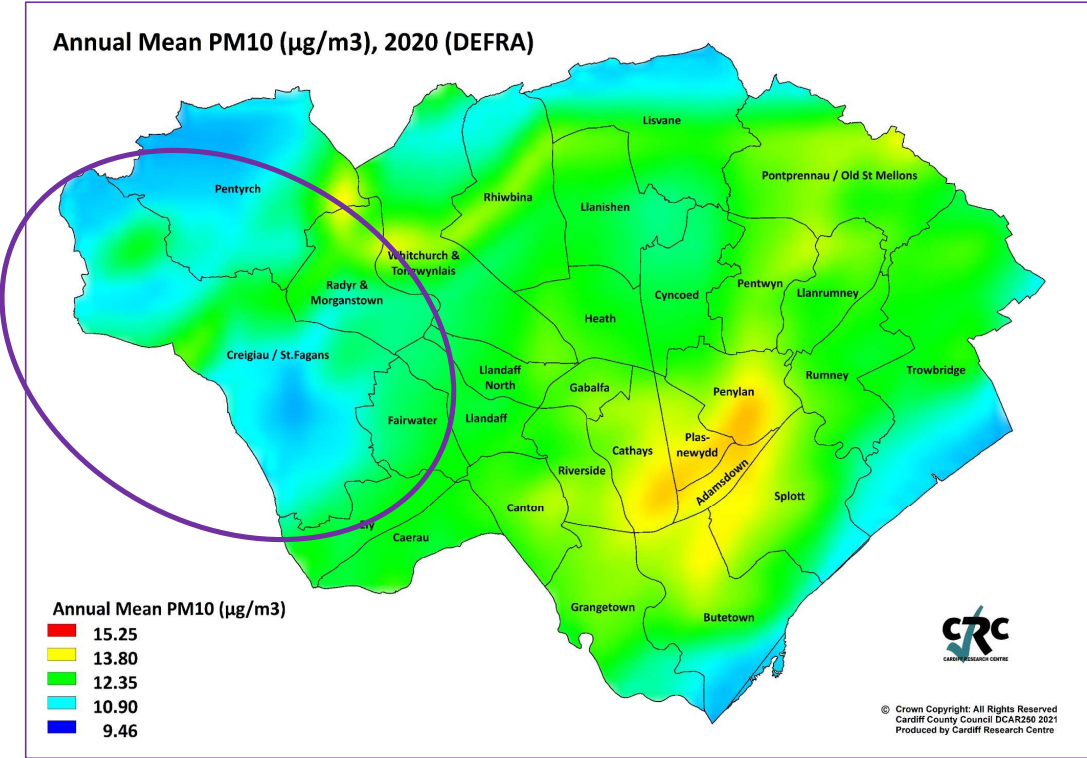 Annual Mean PM10 (µg/m3), 2020 (DEFRA)
Lisvane
Pontprennau / Old St Mellons
Pentyrch
Rhiwbina
Llanishen
Whitchurch &
Tongwynlais
Radyr &
Morganstown
Cyncoed
Pentwyn
Llanrumney
Heath
Creigiau / St.Fagans
Llandaff
North
Gabalfa
Penylan
Rumney
Trowbridge
Fairwater
Llandaff
Cathays
Plas-
newydd
Riverside
Adamsdown
Splott
Canton
Ely
Caerau
Grangetown
Butetown
Annual Mean PM10 (µg/m3)
15.25
13.80
12.35
10.90
9.46
CRC
CARDIFF RESEARCH CENTRE
© Crown Copyright: All Rights Reserved
Cardiff County Council DCAR250 2021
Produced by Cardiff Research Centre